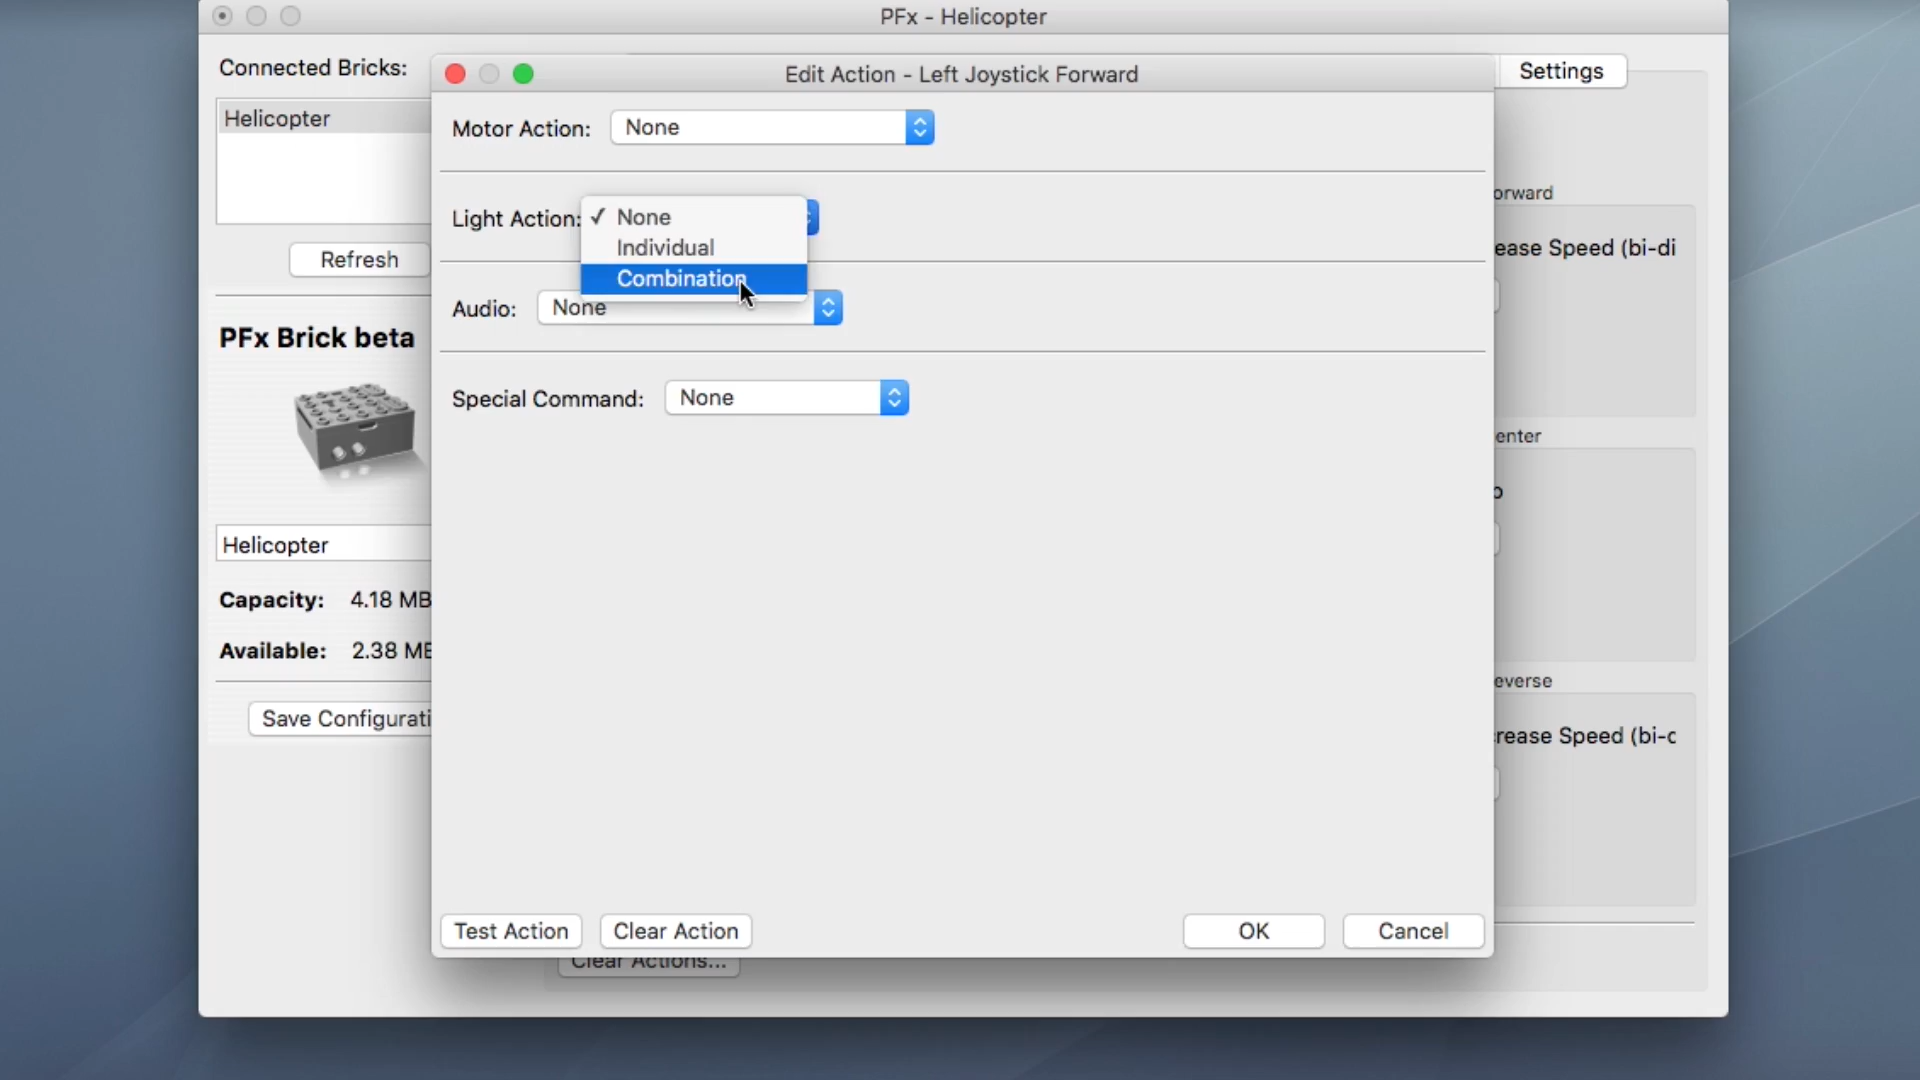 PFx - Helicopter
Connected Bricks:
Helicopter
Refresh
PFx Brick beta
Helicopter
Capacity: 4.18 MB
Available: 2.38 ME
Save Configurati
Settings
Edit Action - Left Joystick Forward
Motor Action: None
Light Action: ✓ None
Individual
Combination
Audio: None
Special Command: None
Test Action
Clear Action
OK
Cancel
Clear Actions...
orward
ease Speed (bi-di
enter
everse
rease Speed (bi-c